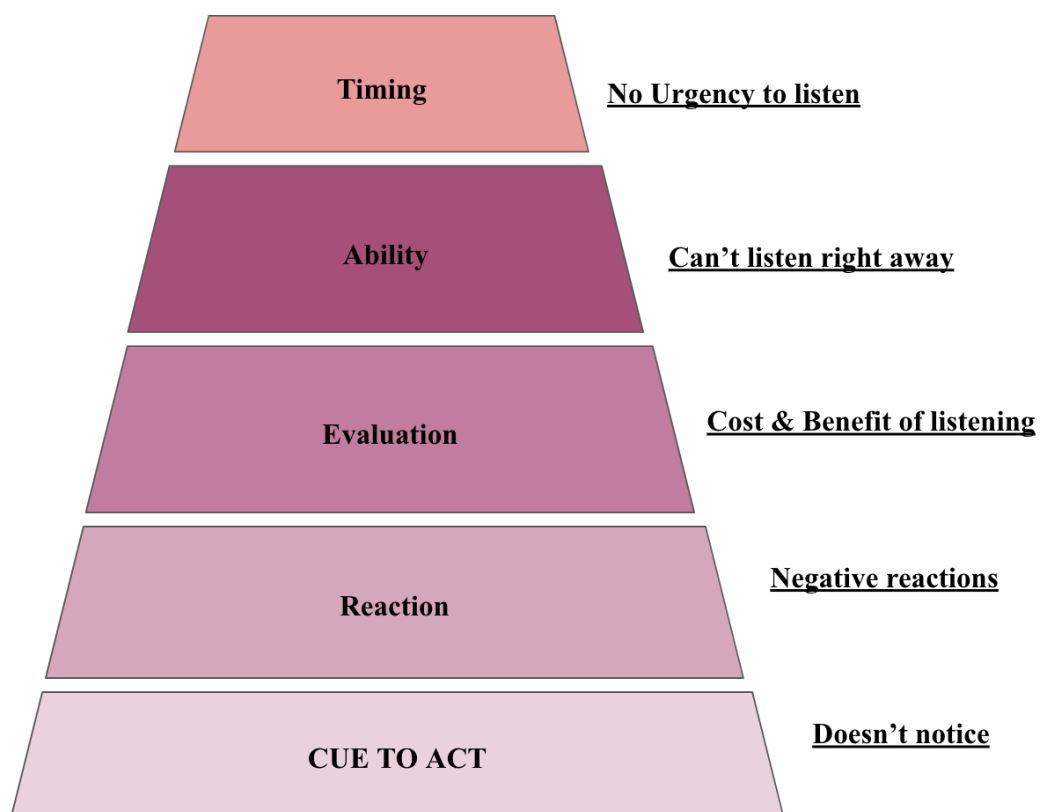 Timing
No Urgency to listen
Ability
Can’t listen right away
Evaluation
Cost & Benefit of listening
Reaction
Negative reactions
CUE TO ACT
Doesn’t notice